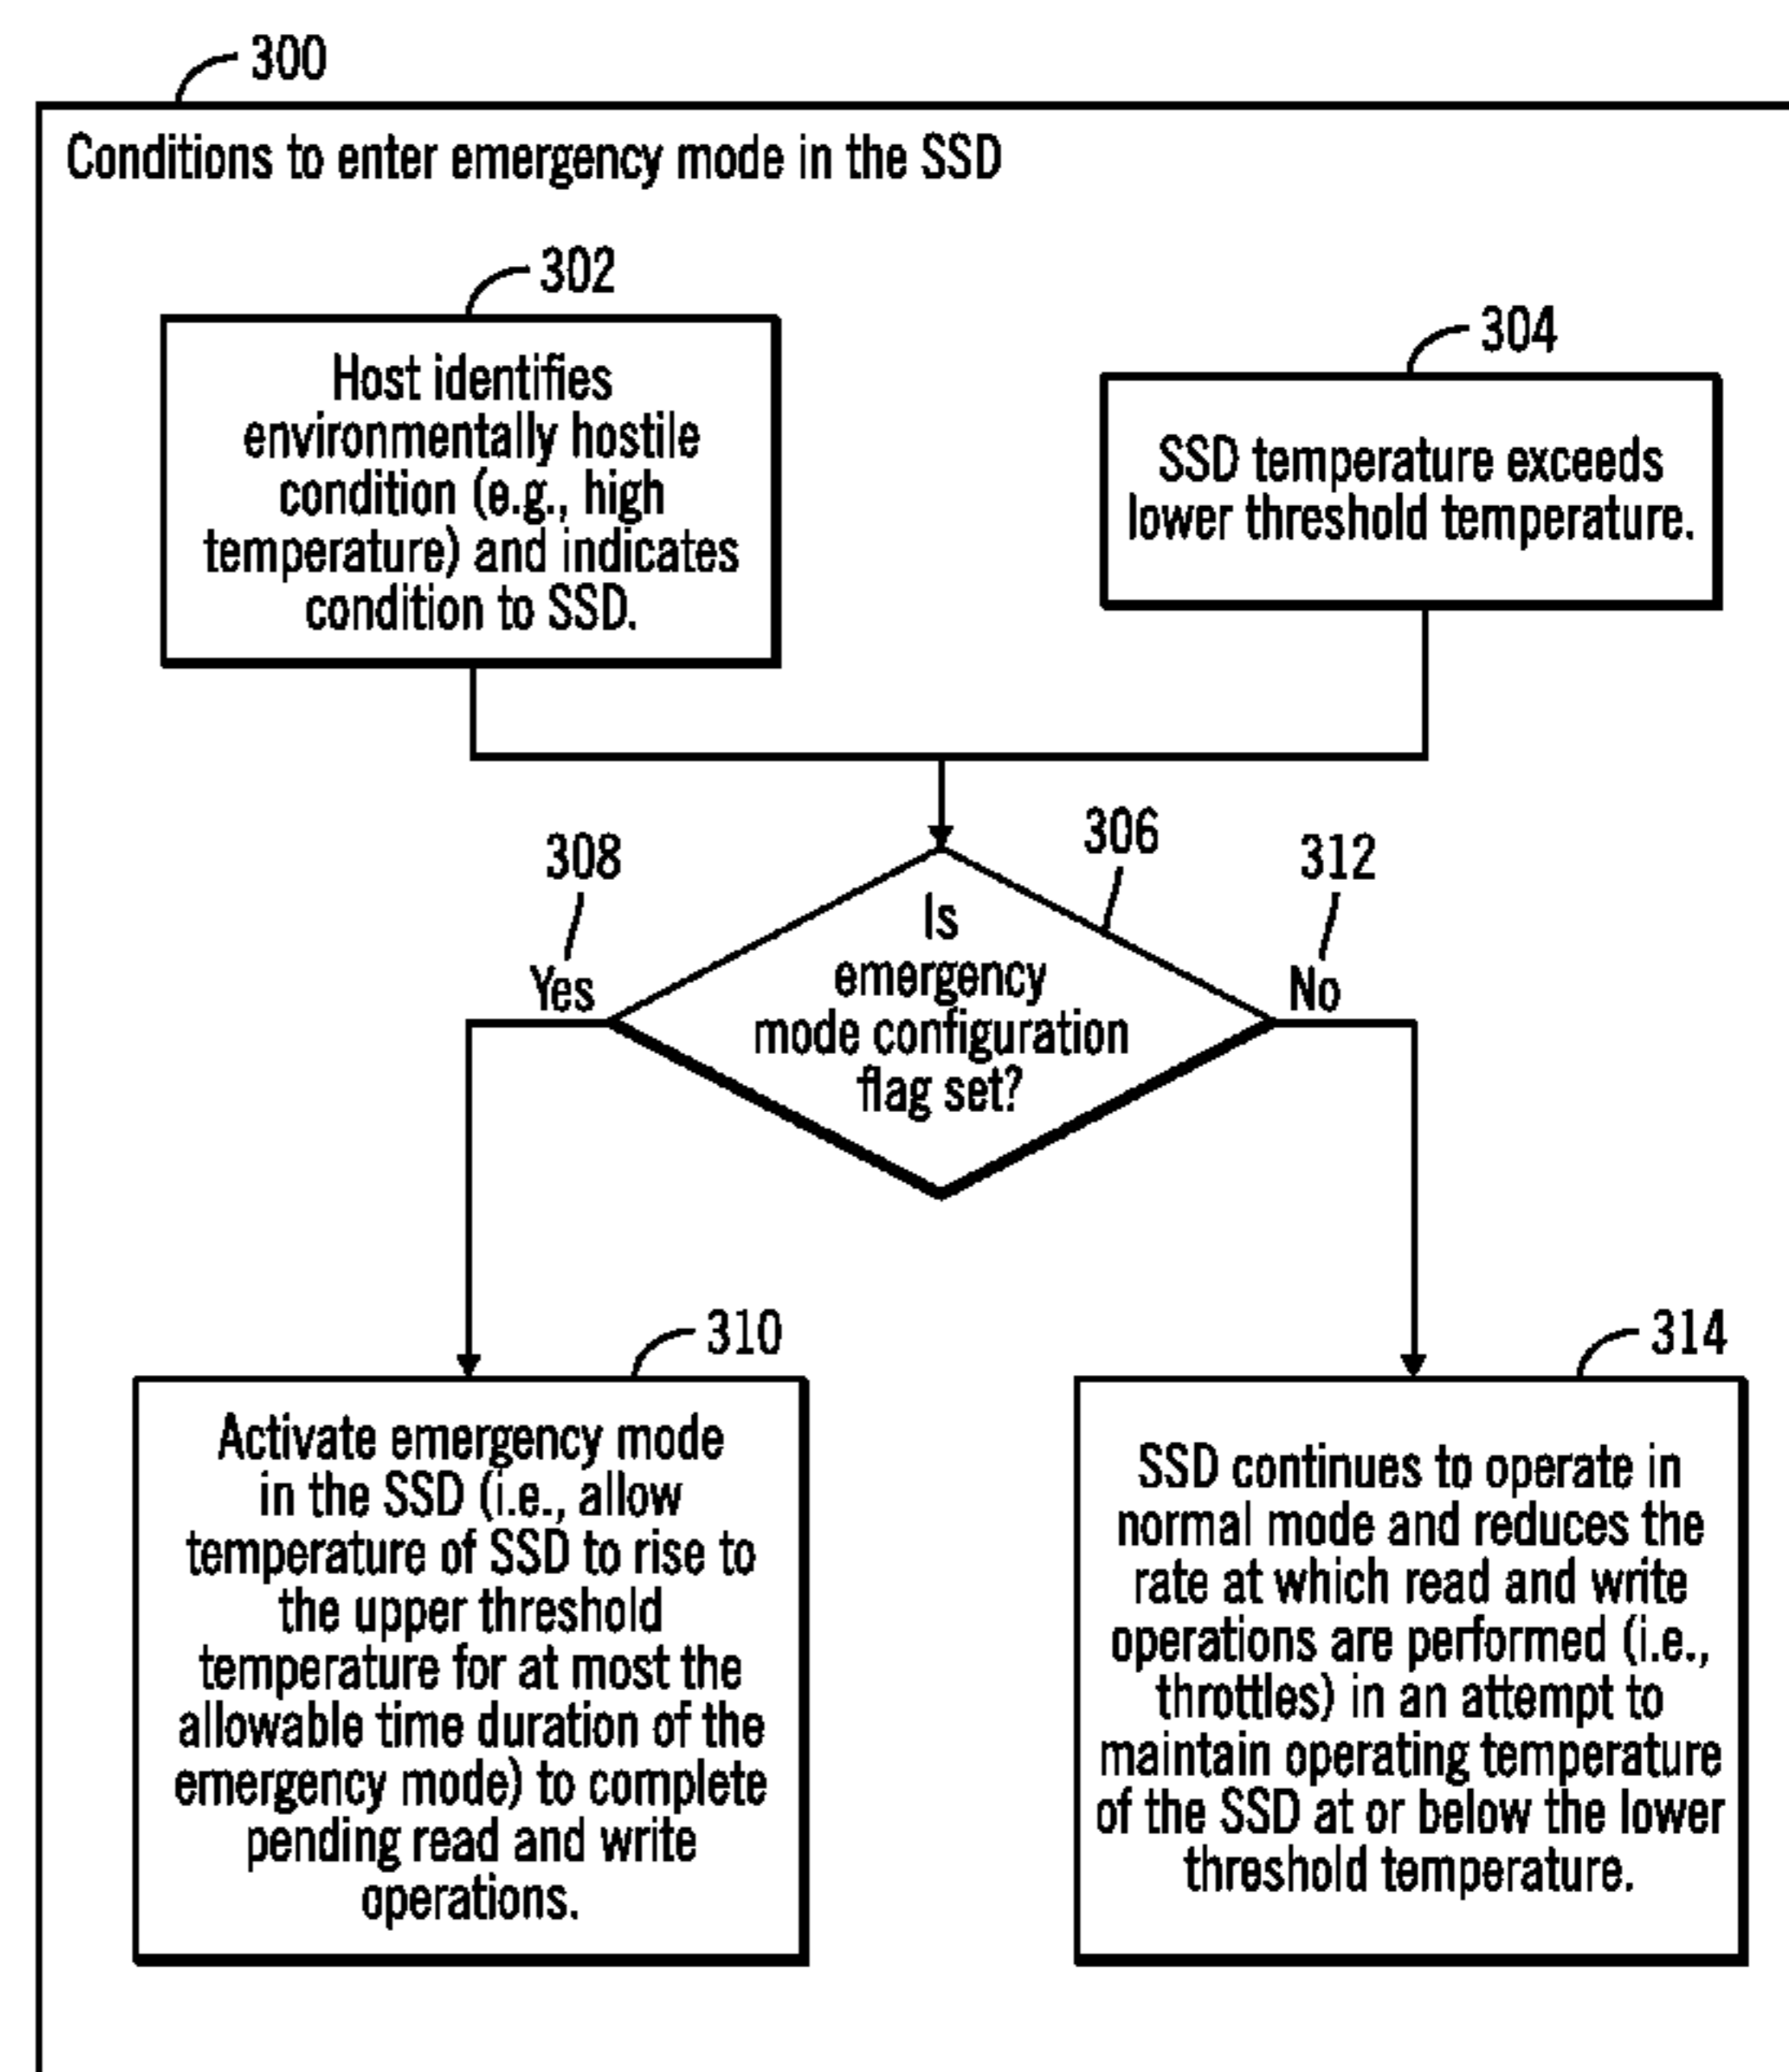 300
Conditions to enter emergency mode in the SSD
302
Host identifies
environmentally hostile
condition (e.g., high
temperature) and indicates
condition to SSD.
304
SSD temperature exceeds
lower threshold temperature.
306
Is
emergency
mode configuration
flag set?
308
Yes
312
No
310
Activate emergency mode
in the SSD (i.e., allow
temperature of SSD to rise to
the upper threshold
temperature for at most the
allowable time duration of the
emergency mode) to complete
pending read and write
operations.
314
SSD continues to operate in
normal mode and reduces the
rate at which read and write
operations are performed (i.e.,
throttles) in an attempt to
maintain operating temperature
of the SSD at or below the lower
threshold temperature.